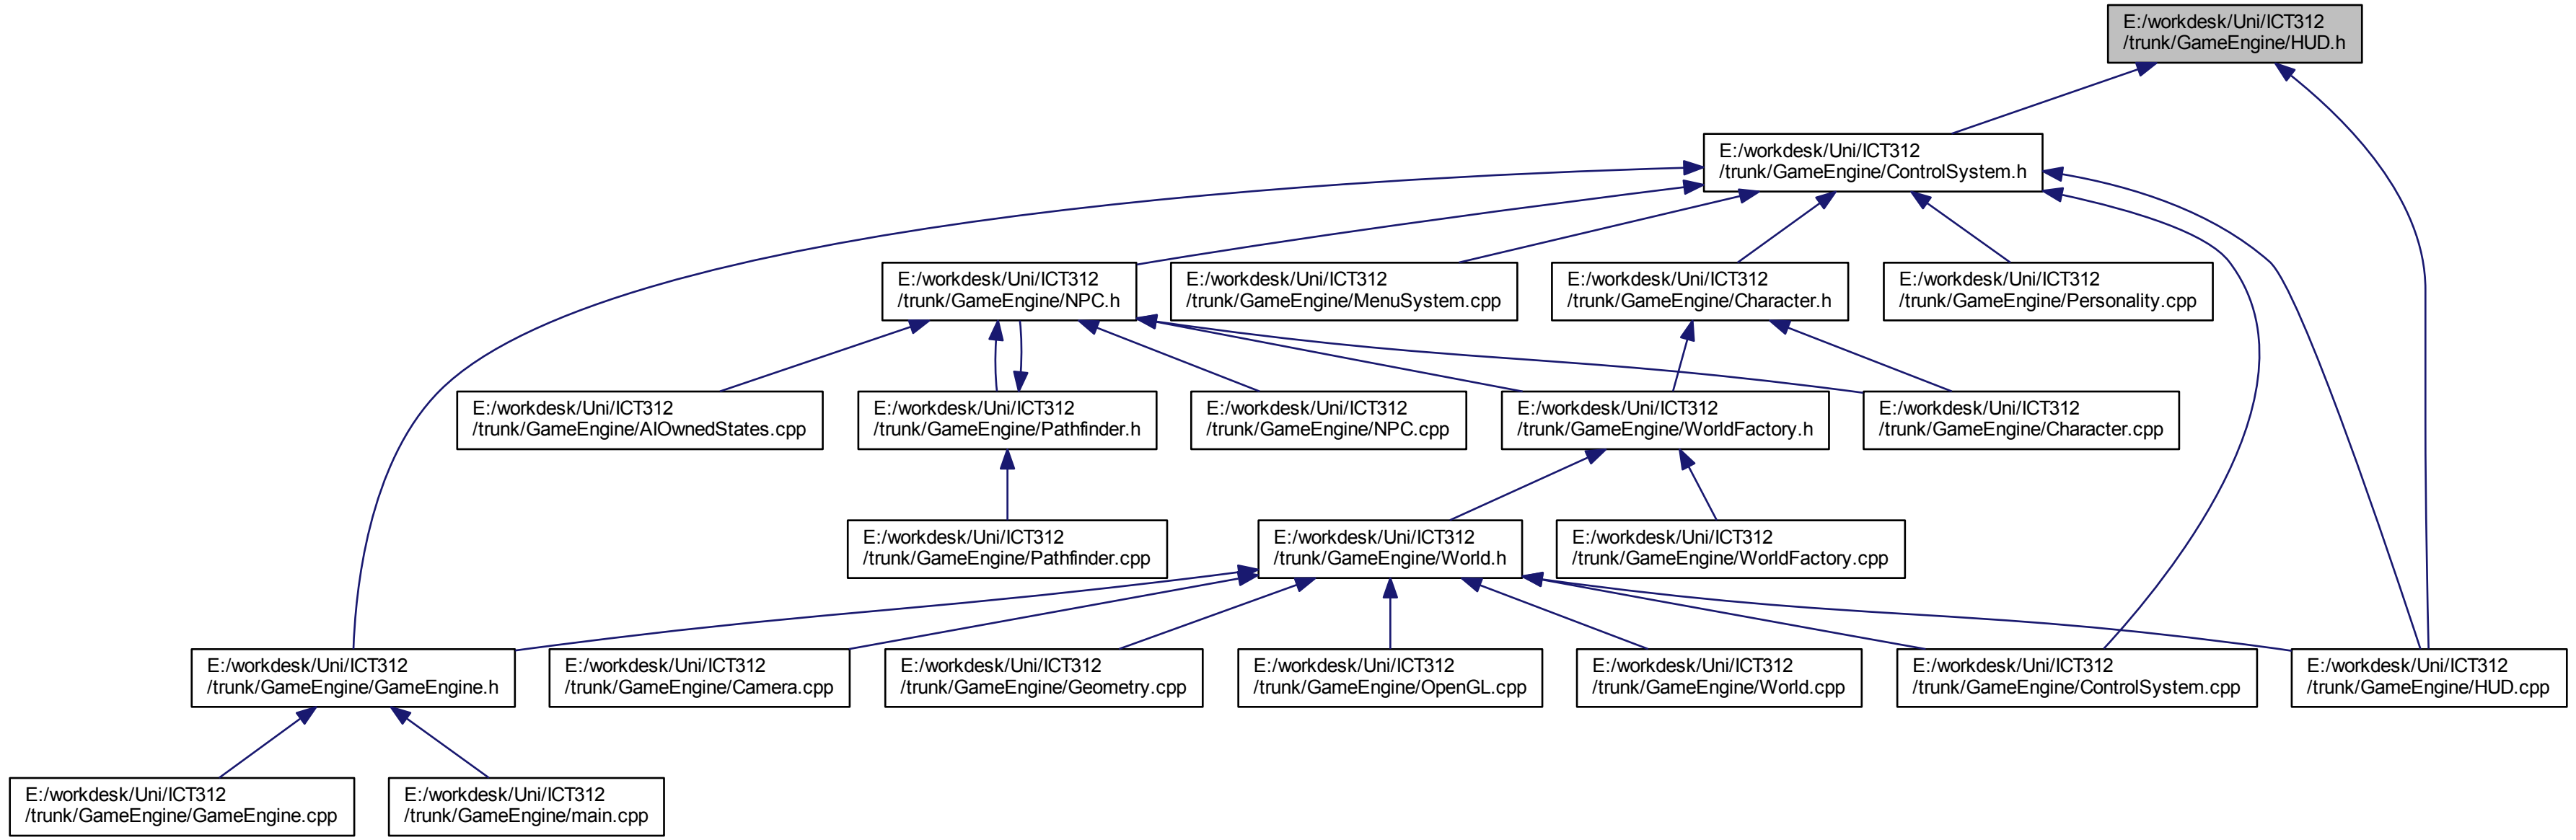 E:/workdesk/Uni/ICT312
/trunk/GameEngine/HUD.h
E:/workdesk/Uni/ICT312
/trunk/GameEngine/ControlSystem.h
E:/workdesk/Uni/ICT312
/trunk/GameEngine/NPC.h
E:/workdesk/Uni/ICT312
/trunk/GameEngine/MenuSystem.cpp
E:/workdesk/Uni/ICT312
/trunk/GameEngine/Character.h
E:/workdesk/Uni/ICT312
/trunk/GameEngine/Personality.cpp
E:/workdesk/Uni/ICT312
/trunk/GameEngine/AIOwnedStates.cpp
E:/workdesk/Uni/ICT312
/trunk/GameEngine/Pathfinder.h
E:/workdesk/Uni/ICT312
/trunk/GameEngine/NPC.cpp
E:/workdesk/Uni/ICT312
/trunk/GameEngine/WorldFactory.h
E:/workdesk/Uni/ICT312
/trunk/GameEngine/Character.cpp
E:/workdesk/Uni/ICT312
/trunk/GameEngine/Pathfinder.cpp
E:/workdesk/Uni/ICT312
/trunk/GameEngine/World.h
E:/workdesk/Uni/ICT312
/trunk/GameEngine/WorldFactory.cpp
E:/workdesk/Uni/ICT312
/trunk/GameEngine/GameEngine.h
E:/workdesk/Uni/ICT312
/trunk/GameEngine/Camera.cpp
E:/workdesk/Uni/ICT312
/trunk/GameEngine/Geometry.cpp
E:/workdesk/Uni/ICT312
/trunk/GameEngine/OpenGL.cpp
E:/workdesk/Uni/ICT312
/trunk/GameEngine/World.cpp
E:/workdesk/Uni/ICT312
/trunk/GameEngine/ControlSystem.cpp
E:/workdesk/Uni/ICT312
/trunk/GameEngine/HUD.cpp
E:/workdesk/Uni/ICT312
/trunk/GameEngine/GameEngine.cpp
E:/workdesk/Uni/ICT312
/trunk/GameEngine/main.cpp